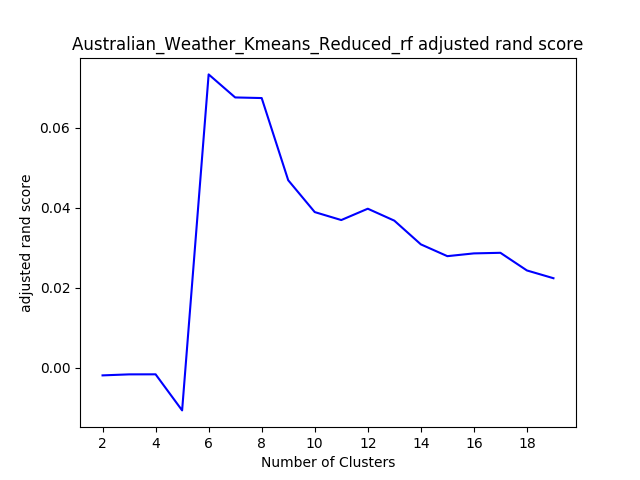 Australian_Weather_Kmeans_Reduced_rf adjusted rand score
adjusted rand score
0.06
0.04
0.02
0.00
2 4 6 8 10 12 14 16 18
Number of Clusters